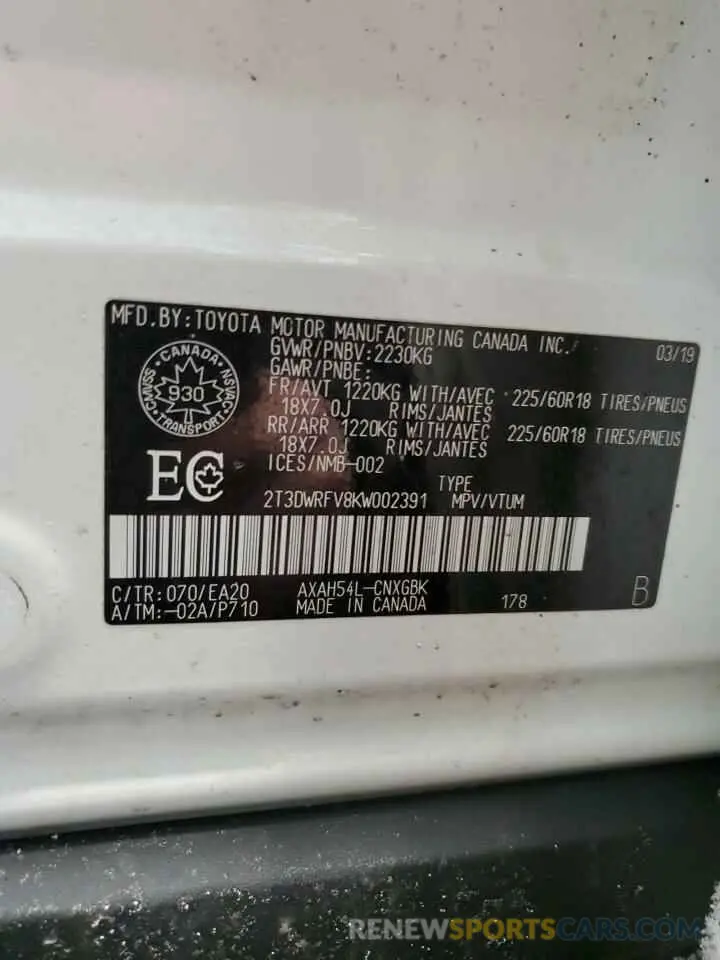 MFD.BY:TOYOTA MOTOR MANUFACTURING CANADA INC. 03/19
GVWR/PNBV:2230KG
GAWR/PNBE:
FR/AVT 1220KG WITH/AVEC 225/60R18 TIRES/PNEUS
18X7.0J RIMS/JANTES
RR/ARR 1220KG WITH/AVEC 225/60R18 TIRES/PNEUS
18X7.0J RIMS/JANTES
ICES/NMB-002
CANADA
CMVSS 930 NSVAC
TRANSPORT
EC
TYPE
2T3DWRFV8KW002391 MPV/VTUM
C/TR:070/EA20 AXAH54L-CNXGBK
A/TM:-02A/P710 MADE IN CANADA 178 B
RENEWSPORTSCARS.COM